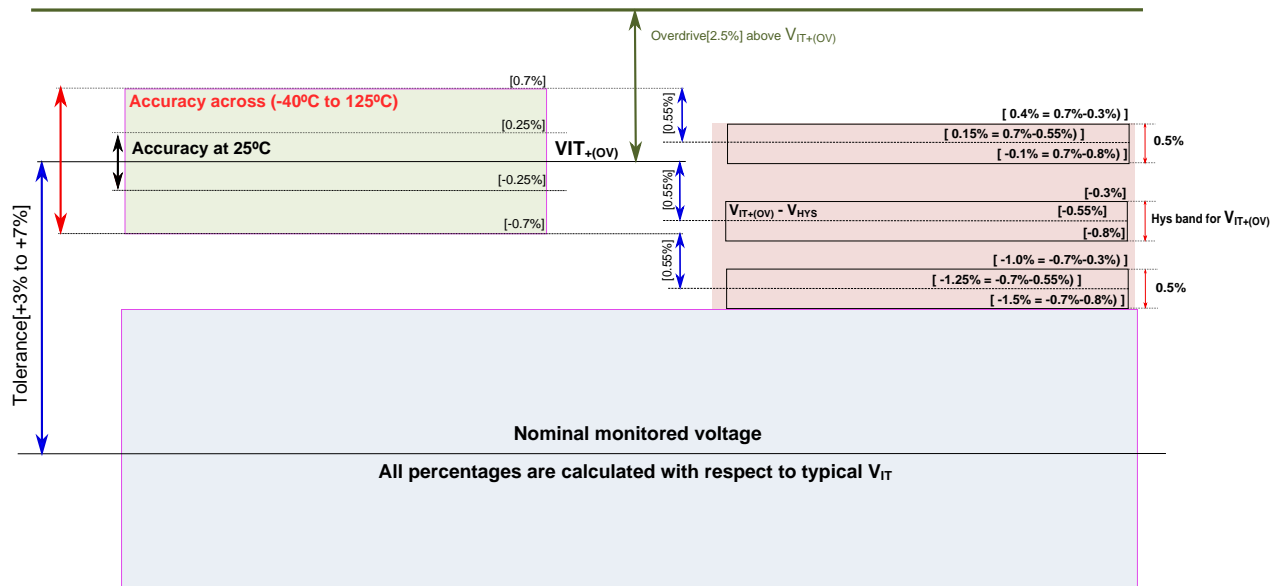 Overdrive[2.5%] above VIT+(OV)
[0.7%]
Accuracy across (-40ºC to 125ºC)
[0.25%]
Accuracy at 25ºC
VIT+(OV)
[-0.25%]
[-0.7%]
Tolerance[+3% to +7%]
[0.55%]
[0.55%]
[0.55%]
[ 0.4% = 0.7%-0.3%) ]
[ 0.15% = 0.7%-0.55%) ]
[ -0.1% = 0.7%-0.8%) ]
0.5%
[-0.3%]
VIT+(OV) - VHYS
[-0.55%]
[-0.8%]
Hys band for VIT+(OV)
[ -1.0% = -0.7%-0.3%) ]
[ -1.25% = -0.7%-0.55%) ]
[ -1.5% = -0.7%-0.8%) ]
0.5%
Nominal monitored voltage
All percentages are calculated with respect to typical VIT